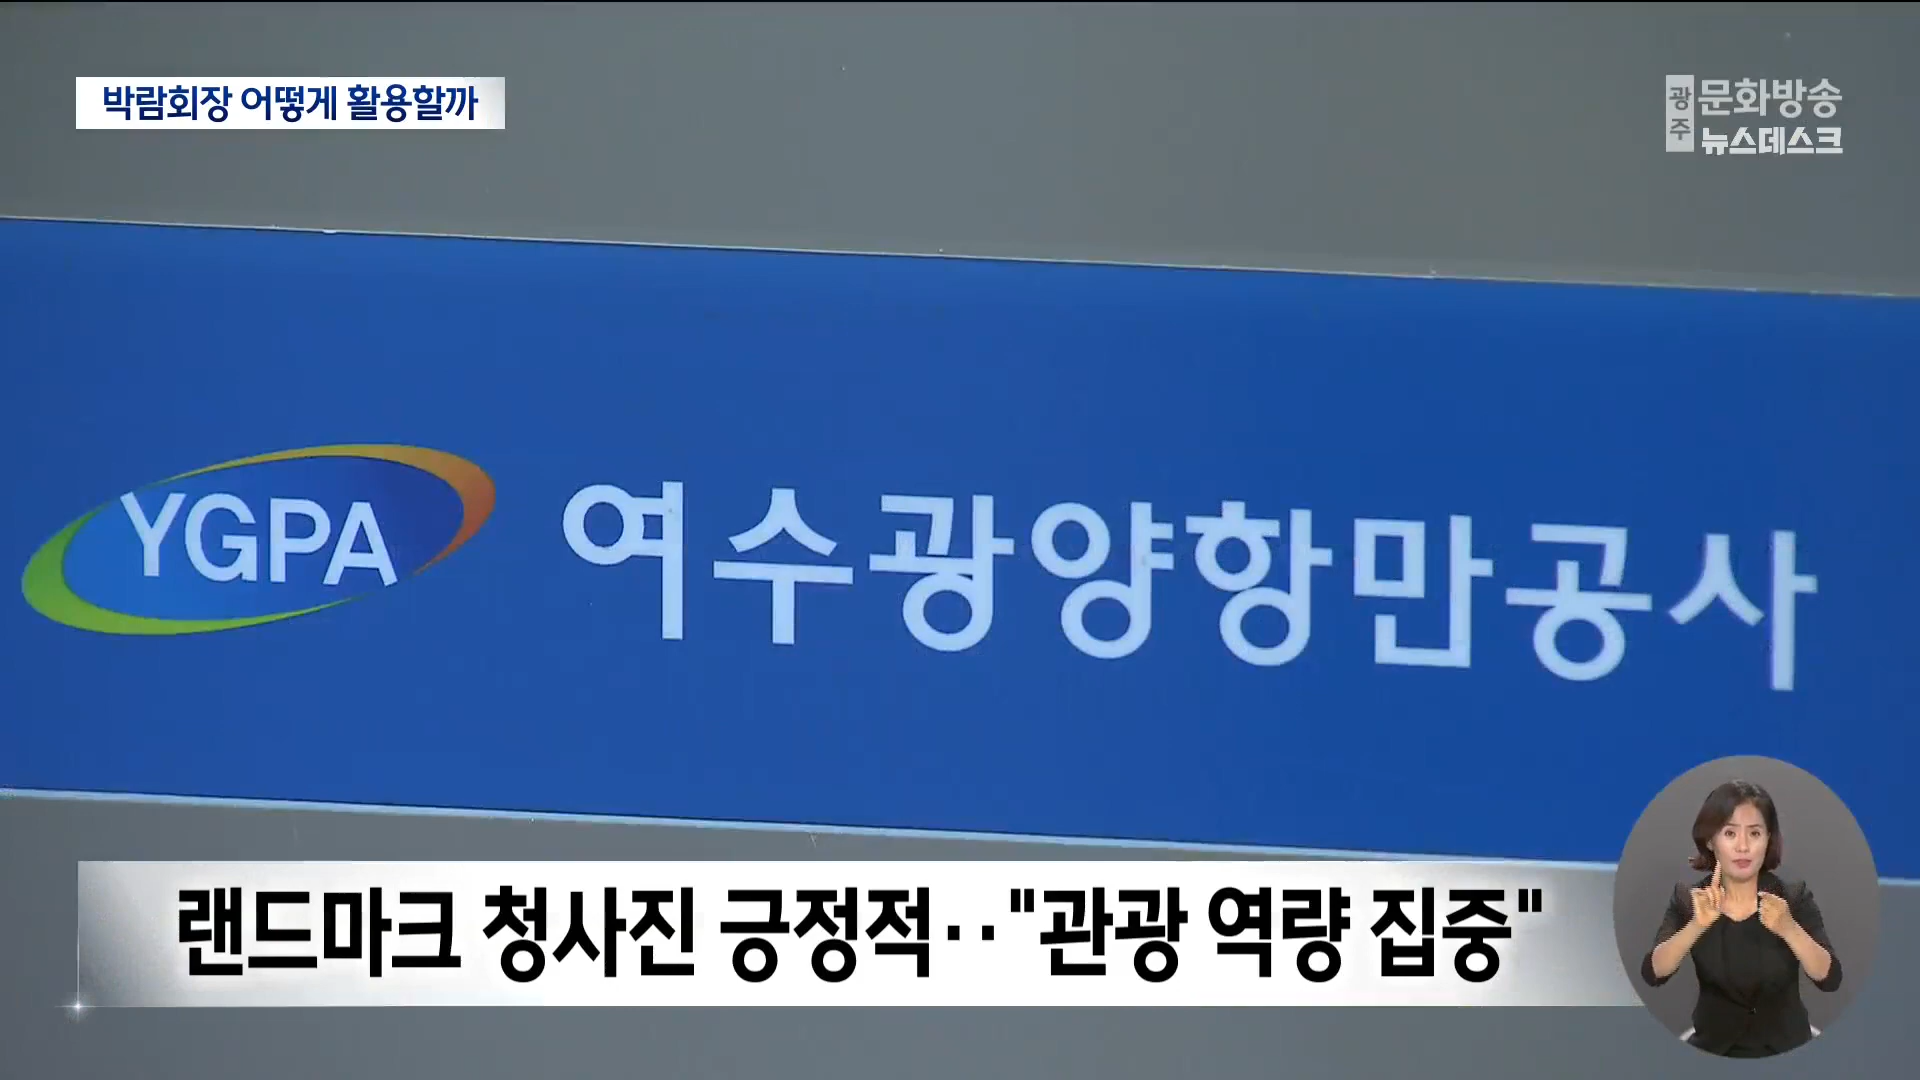 박람회장 어떻게 활용할까
광주
문화방송
뉴스데스크
YGPA 여수광양항만공사
랜드마크 청사진 긍정적‥"관광 역량 집중"